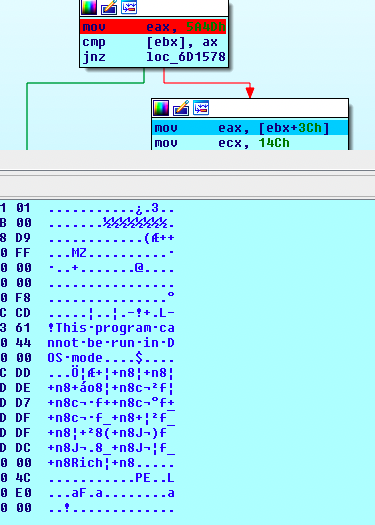 mov eax, 5A4Dh
cmp [ebx], ax
jnz loc_6D1578
mov eax, [ebx+3Ch]
mov ecx, 14Ch
1 01 ...........¿.3..
B 00 .......½½½½½½½½.
8 D9 ............(Æ++
0 FF ...MZ..........·
0 00 ··..+.......@....
0 00 ................
0 F8 ...............°
C CD .....¦..¦.-!+.L-
3 61 !This·program·ca
0 44 nnot·be·run·in·D
0 00 OS·mode....$....
C DD ...Ö¦Æ+¦+n8¦+n8¦
D DE +n8+áo8¦+n8c¬²f¦
D D7 +n8c¬·f++n8c¬°f+
D DF +n8c¬·f_+n8+¦²f_
D DF +n8¦+²8(+n8J¬)f_
D DC +n8J¬.8_+n8J¬¦f_
0 00 +n8Rich¦+n8.....
0 4C ............PE..L
0 E0 ...aF.a........a
0 00 ..!.............